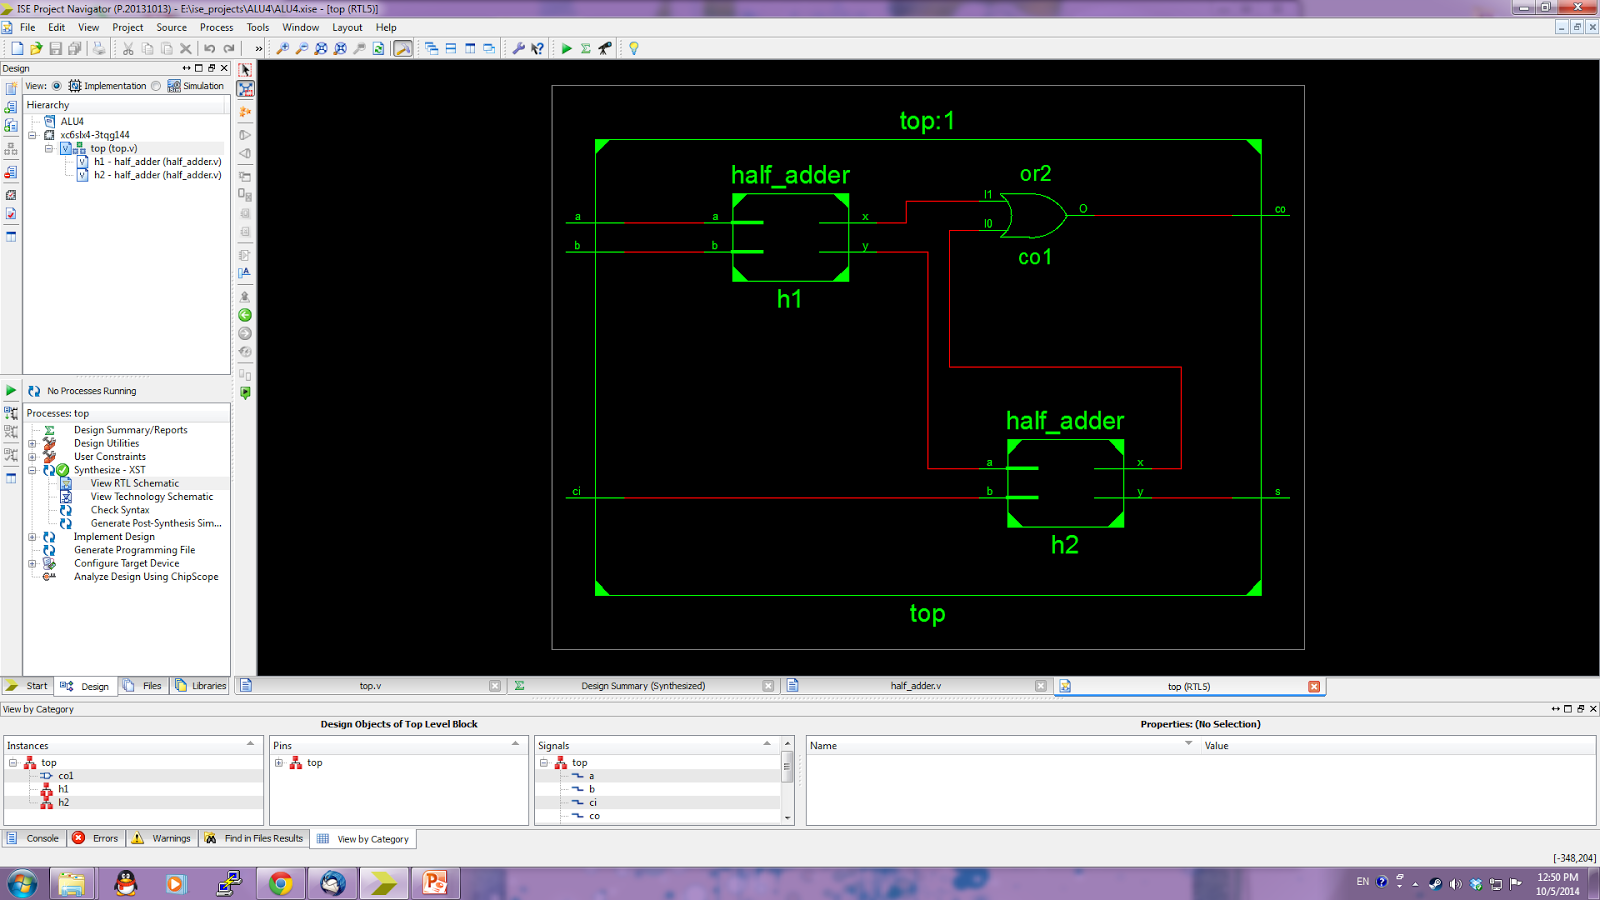 ISE Project Navigator (P.20131013) - E:\ise_projects\ALU4\ALU4.xise - [top (RTL5)]
File Edit View Project Source Process Tools Window Layout Help
»
Design
View: Implementation Simulation
Hierarchy
ALU4
xc6slx4-3tqg144
top (top.v)
h1 - half_adder (half_adder.v)
h2 - half_adder (half_adder.v)
No Processes Running
Processes: top
Design Summary/Reports
Design Utilities
User Constraints
Synthesize - XST
View RTL Schematic
View Technology Schematic
Check Syntax
Generate Post-Synthesis Sim...
Implement Design
Generate Programming File
Configure Target Device
Analyze Design Using ChipScope
Start Design Files Libraries
top:1
half_adder
or2
a a x I1 O co
b b y I0
h1
co1
half_adder
a x
ci b y s
h2
top
top.v Design Summary (Synthesized) half_adder.v top (RTL5)
View by Category
Design Objects of Top Level Block
Properties: (No Selection)
Instances
top
co1
h1
h2
Pins
top
Signals
top
a
b
ci
co
Name Value
Console Errors Warnings Find in Files Results View by Category
[-348,204]
EN
12:50 PM
10/5/2014